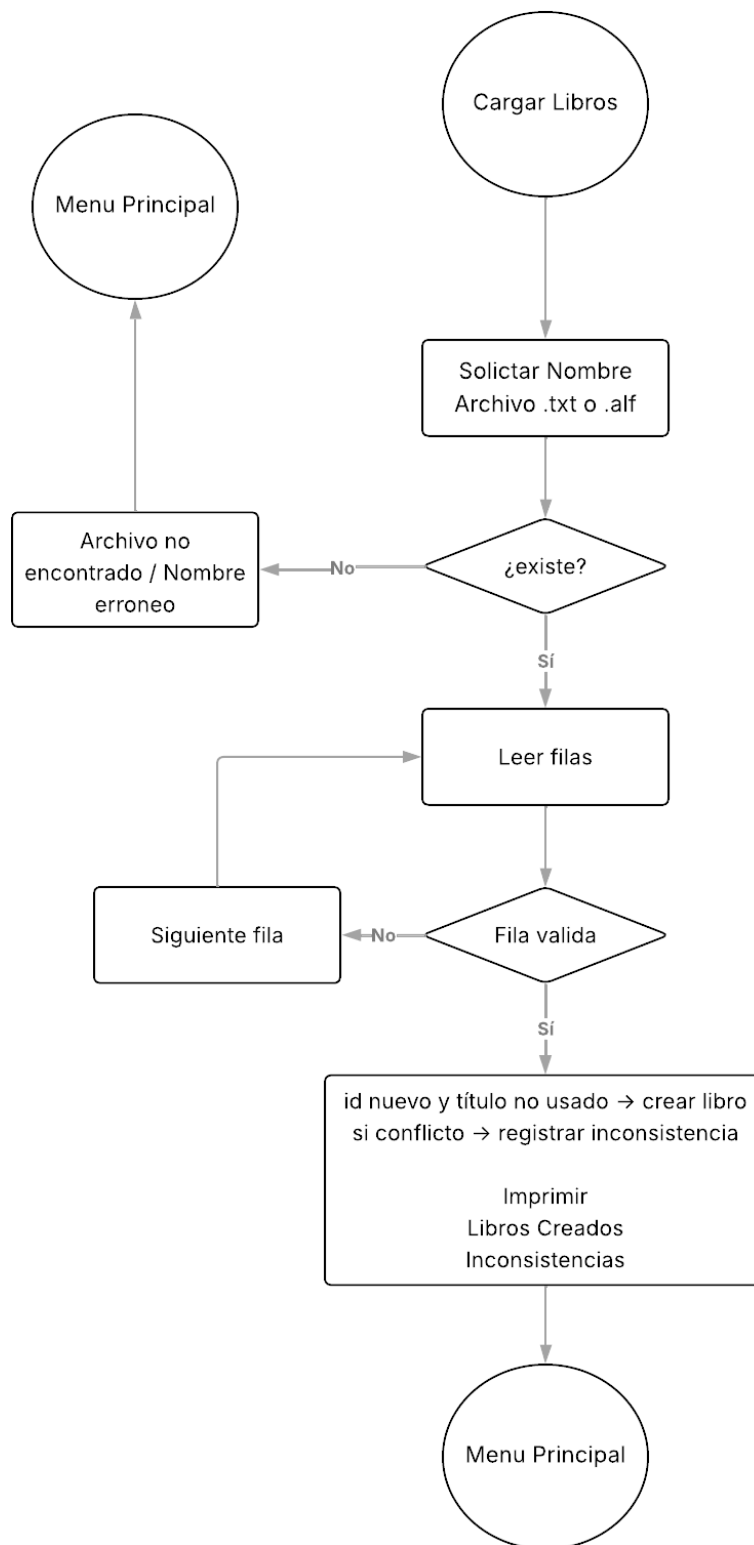 Cargar Libros
Menu Principal
Solictar Nombre
Archivo .txt o .alf
Archivo no
encontrado / Nombre
erroneo
No
¿existe?
Sí
Leer filas
Siguiente fila
No
Fila valida
Sí
id nuevo y título no usado → crear libro
si conflicto → registrar inconsistencia
Imprimir
Libros Creados
Inconsistencias
Menu Principal